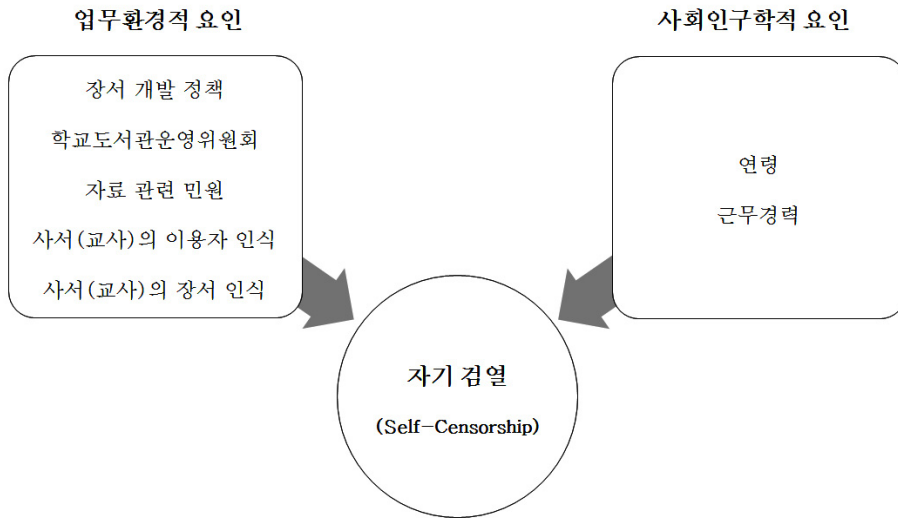 업무환경적 요인
장서 개발 정책
학교도서관운영위원회
자료 관련 민원
사서(교사)의 이용자 인식
사서(교사)의 장서 인식
사회인구학적 요인
연령
근무경력
자기 검열
(Self-Censorship)